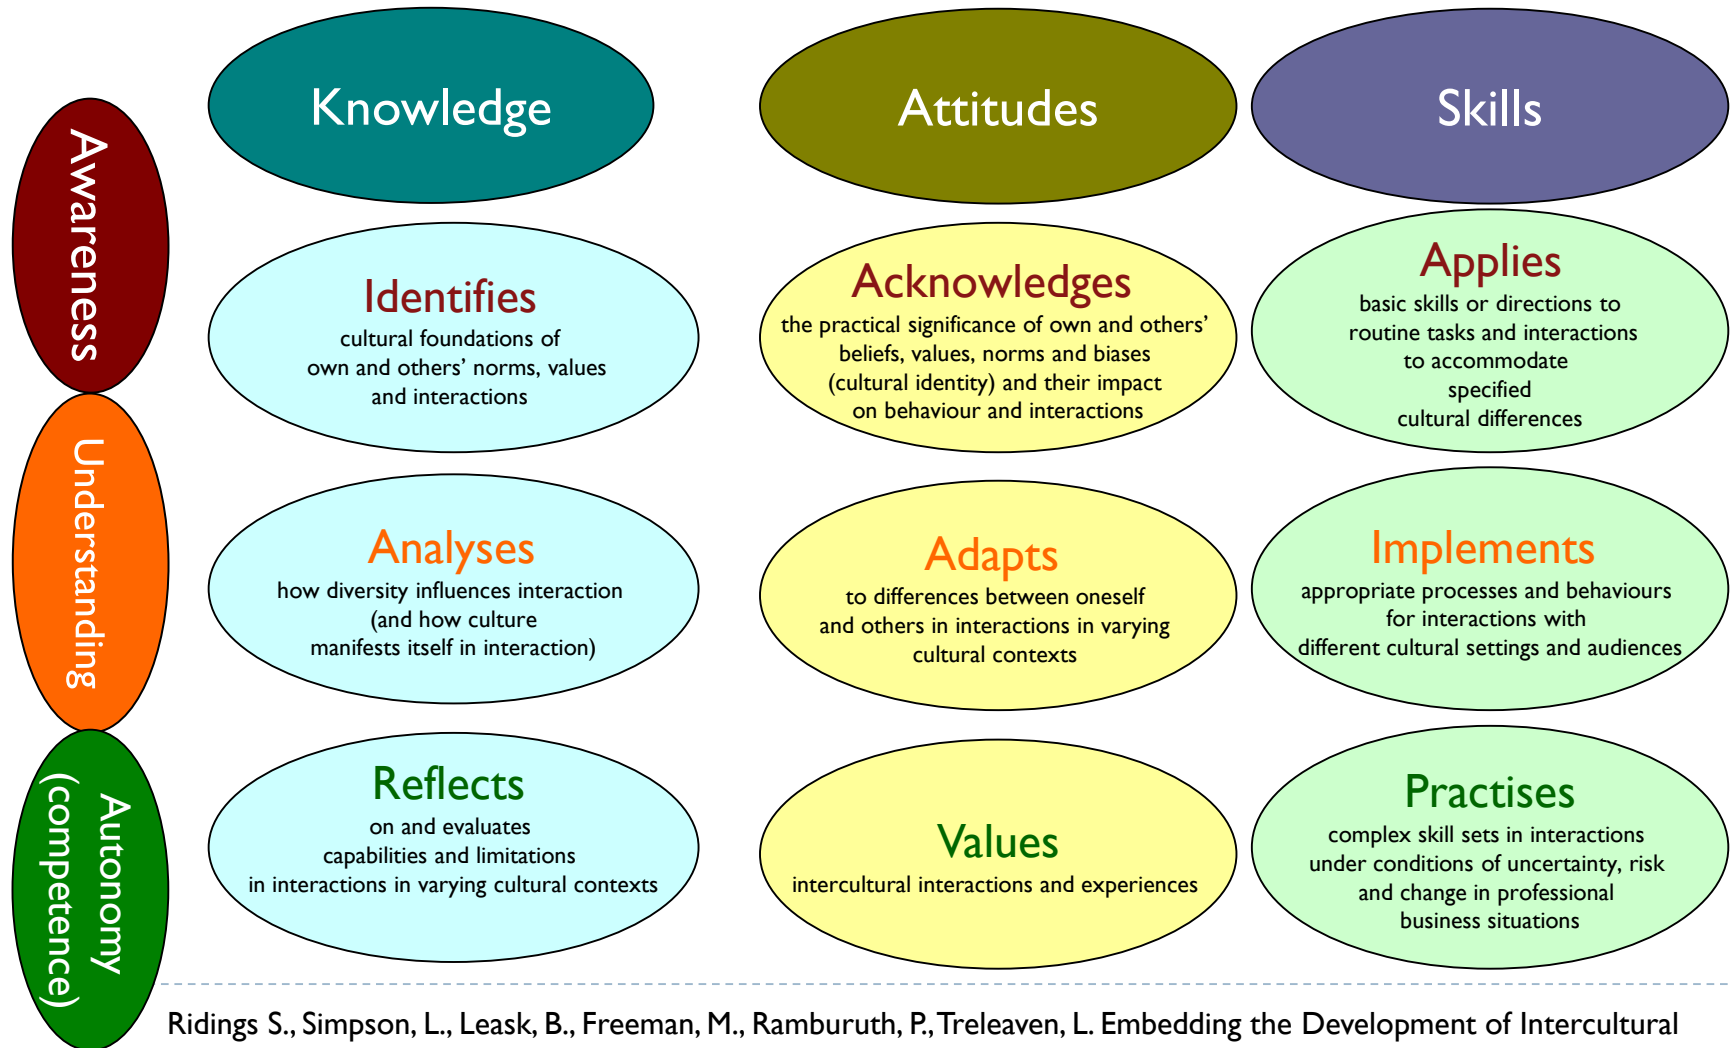 Knowledge
Attitudes
Skills
Awareness
Identifies
cultural foundations of
own and others’ norms, values
and interactions
Acknowledges
the practical significance of own and others’
beliefs, values, norms and biases
(cultural identity) and their impact
on behaviour and interactions
Applies
basic skills or directions to
routine tasks and interactions
to accommodate
specified
cultural differences
Understanding
Analyses
how diversity influences interaction
(and how culture
manifests itself in interaction)
Adapts
to differences between oneself
and others in interactions in varying
cultural contexts
Implements
appropriate processes and behaviours
for interactions with
different cultural settings and audiences
Autonomy
(competence)
Reflects
on and evaluates
capabilities and limitations
in interactions in varying cultural contexts
Values
intercultural interactions and experiences
Practises
complex skill sets in interactions
under conditions of uncertainty, risk
and change in professional
business situations
Ridings S., Simpson, L., Leask, B., Freeman, M., Ramburuth, P., Treleaven, L. Embedding the Development of Intercultural